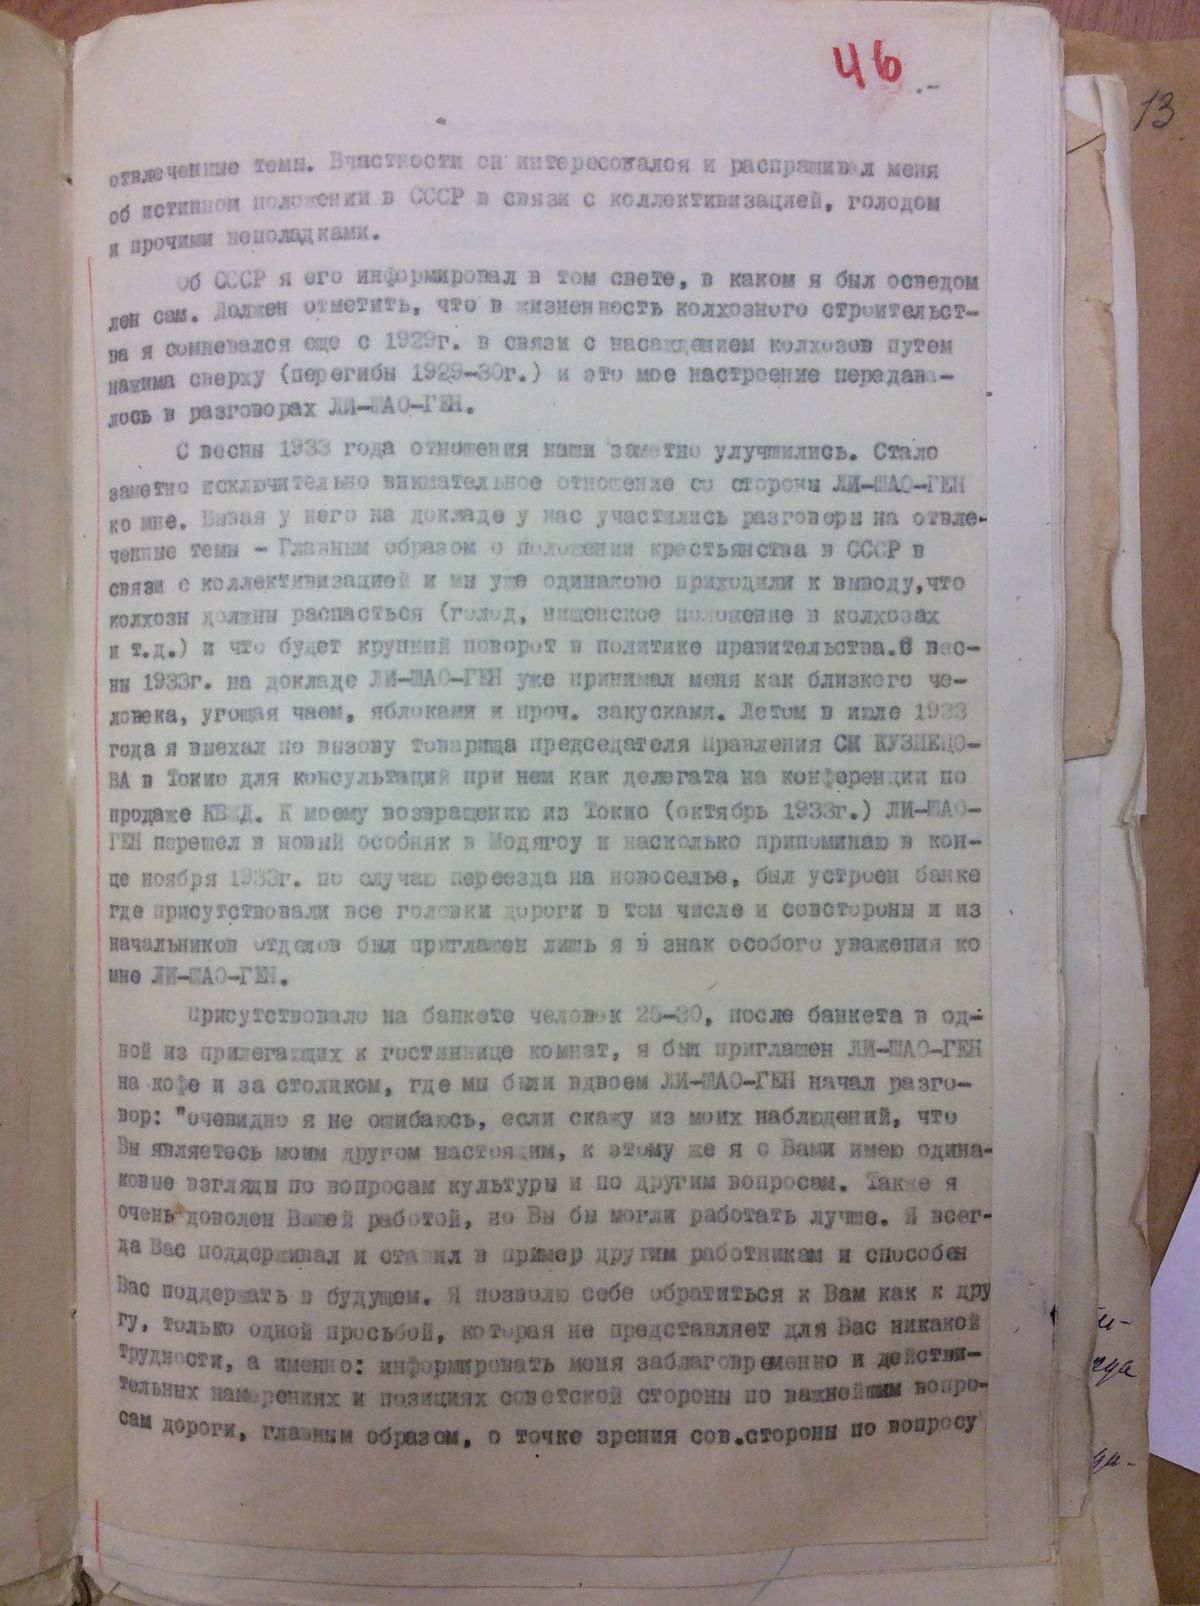 46
.-
13
отвлеченные темы. Вчастности он интересовался и распрашивал меня
об истинном положении в СССР в связи с коллективизацией, голодом
и прочими неполадками.
Об СССР я его информировал в том свете, в каком я был осведом
лен сам. Должен отметить, что в жизненность колхозного строительст-
ва я сомневался еще с 1929г. в связи с насаждением колхозов путем
нажима сверху (перегибы 1929-30г.) и это мое настроение передава-
лось в разговорах ЛИ-ШАО-ГЕН.
С весны 1933 года отношения наши заметно улучшились. Стало
заметно исключительно внимательное отношение со стороны ЛИ-ШАО-ГЕН
ко мне. Бывая у него на докладе у нас участились разговоры на отвле-
ченные темы - Главным образом о положении крестьянства в СССР в
связи с коллективизацией и мы уже одинаково приходили к выводу,что
колхозы должны распасться (голод, нищенское положение в колхозах
и т.д.) и что будет крупный поворот в политике правительства.С вес-
ны 1933г. на докладе ЛИ-ШАО-ГЕН уже принимал меня как близкого че-
ловека, угощая чаем, яблоками и проч. закусками. Летом в июле 1933
года я выехал по вызову товарища председателя Правления СМ КУЗНЕЦО-
ВА в Токио для консультаций при нем как делегата на конференции по
продаже КВЖД. К моему возвращению из Токио (октябрь 1933г.) ЛИ-ШАО-
ГЕН перешел в новый особняк в Модягоу и насколько припоминаю в кон-
це ноября 1933г. по случаю переезда на новоселье, был устроен банке
где присутствовали все головки дороги в том числе и совстороны и из
начальников отделов был приглашен лишь я в знак особого уважения ко
мне ЛИ-ШАО-ГЕН.
Присутствовало на банкете человек 25-30, после банкета в од-
ной из прилегающих к гостиннице комнат, я был приглашен ЛИ-ШАО-ГЕН
на кофе и за столиком, где мы были вдвоем ЛИ-ШАО-ГЕН начал разго-
вор: "очевидно я не ошибаюсь, если скажу из моих наблюдений, что
Вы являетесь моим другом настоящим, к этому же я с Вами имею одина-
ковые взгляды по вопросам культуры и по другим вопросам. Также я
очень доволен Вашей работой, но Вы бы могли работать лучше. Я всег-
да Вас поддерживал и ставил в пример другим работникам и способен
Вас поддержать в будущем. Я позволю себе обратиться к Вам как к дру
гу, только одной просьбой, которая не представляет для Вас никакой
трудности, а именно: информировать меня заблаговременно и действи-
тельных намерениях и позициях советской стороны по важнейшим вопро-
сам дороги, главным образом, о точке зрения сов.стороны по вопросу